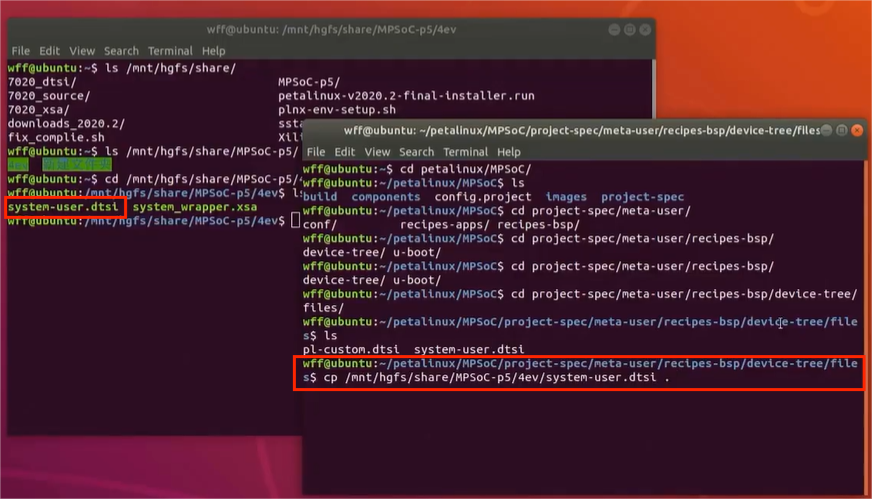 wff@ubuntu: /mnt/hgfs/share/MPSoC-p5/4ev
File Edit View Search Terminal Help
wff@ubuntu:~$ ls /mnt/hgfs/share/
7020_dtsi/ MPSoC-p5/
7020_source/ petalinux-v2020.2-final-installer.run
7020_xsa/ plnx-env-setup.sh
downloads_2020.2/ ssta
fix_complie.sh Xili
wff@ubuntu:~$ ls /mnt/hgfs/share/MPSoC-p5/
4ev
wff@ubuntu:~$ cd /mnt/hgfs/share/MPSoC-p5/4
wff@ubuntu:/mnt/hgfs/share/MPSoC-p5/4ev$ ls
system-user.dtsi system_wrapper.xsa
wff@ubuntu:/mnt/hgfs/share/MPSoC-p5/4ev$
wff@ubuntu: ~/petalinux/MPSoC/project-spec/meta-user/recipes-bsp/device-tree/files
File Edit View Search Terminal Help
wff@ubuntu:~$ cd petalinux/MPSoC/
wff@ubuntu:~/petalinux/MPSoC$ ls
build components config.project images project-spec
wff@ubuntu:~/petalinux/MPSoC$ cd project-spec/meta-user/
conf/ recipes-apps/ recipes-bsp/
wff@ubuntu:~/petalinux/MPSoC$ cd project-spec/meta-user/recipes-bsp/
device-tree/ u-boot/
wff@ubuntu:~/petalinux/MPSoC$ cd project-spec/meta-user/recipes-bsp/
device-tree/ u-boot/
wff@ubuntu:~/petalinux/MPSoC$ cd project-spec/meta-user/recipes-bsp/device-tree/
files/
wff@ubuntu:~/petalinux/MPSoC/project-spec/meta-user/recipes-bsp/device-tree/file
s$ ls
pl-custom.dtsi system-user.dtsi
wff@ubuntu:~/petalinux/MPSoC/project-spec/meta-user/recipes-bsp/device-tree/file
s$ cp /mnt/hgfs/share/MPSoC-p5/4ev/system-user.dtsi .